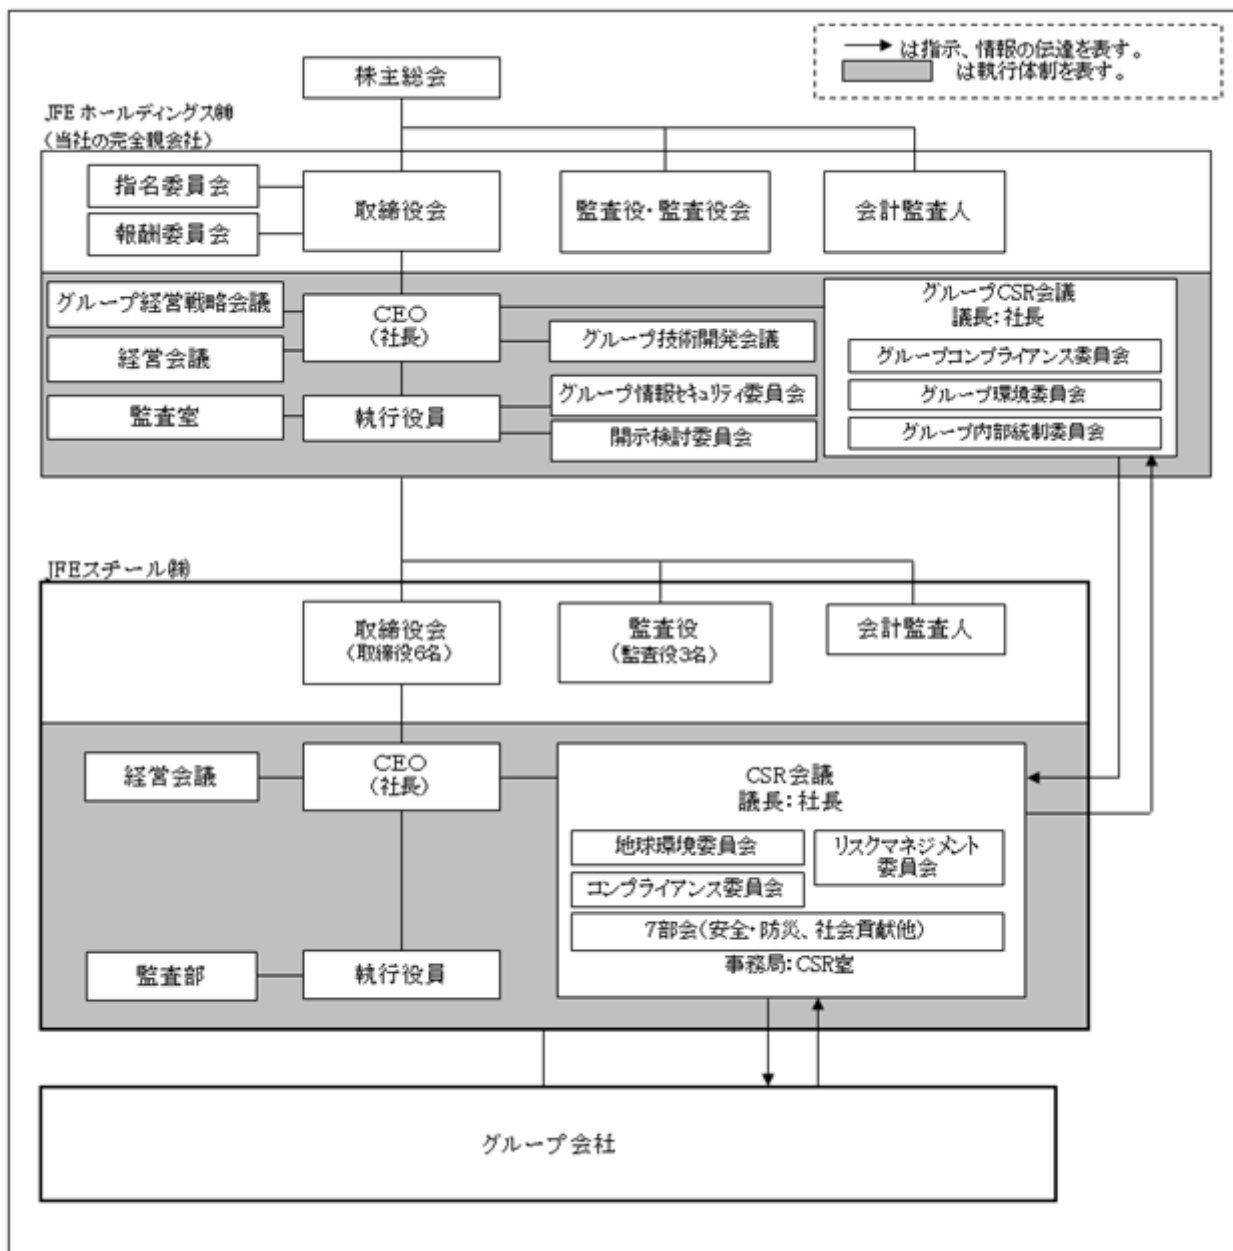 は指示、情報の伝達を表す。
は執行体制を表す。
株主総会
JFE ホールディングス㈱
（当社の完全親会社）
指名委員会
報酬委員会
取締役会
監査役・監査役会
会計監査人
グループ経営戦略会議
経営会議
監査室
CEO
（社長）
執行役員
グループ技術開発会議
グループ情報セキュリティ委員会
開示検討委員会
グループCSR会議
議長：社長
グループコンプライアンス委員会
グループ環境委員会
グループ内部統制委員会
JFEスチール㈱
取締役会
（取締役6名）
監査役
（監査役3名）
会計監査人
経営会議
CEO
（社長）
監査部
執行役員
CSR会議
議長：社長
地球環境委員会
コンプライアンス委員会
リスクマネジメント
委員会
7部会（安全・防災、社会貢献他）
事務局：CSR室
グループ会社